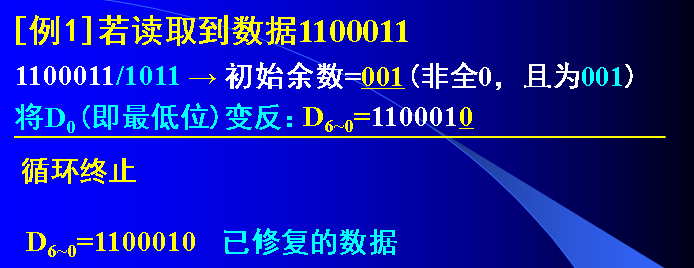 [例1]若读取到数据1100011
1100011/1011 → 初始余数=001(非全0，且为001)
将D0(即最低位)变反：D6~0=1100010
循环终止
D6~0=1100010 已修复的数据